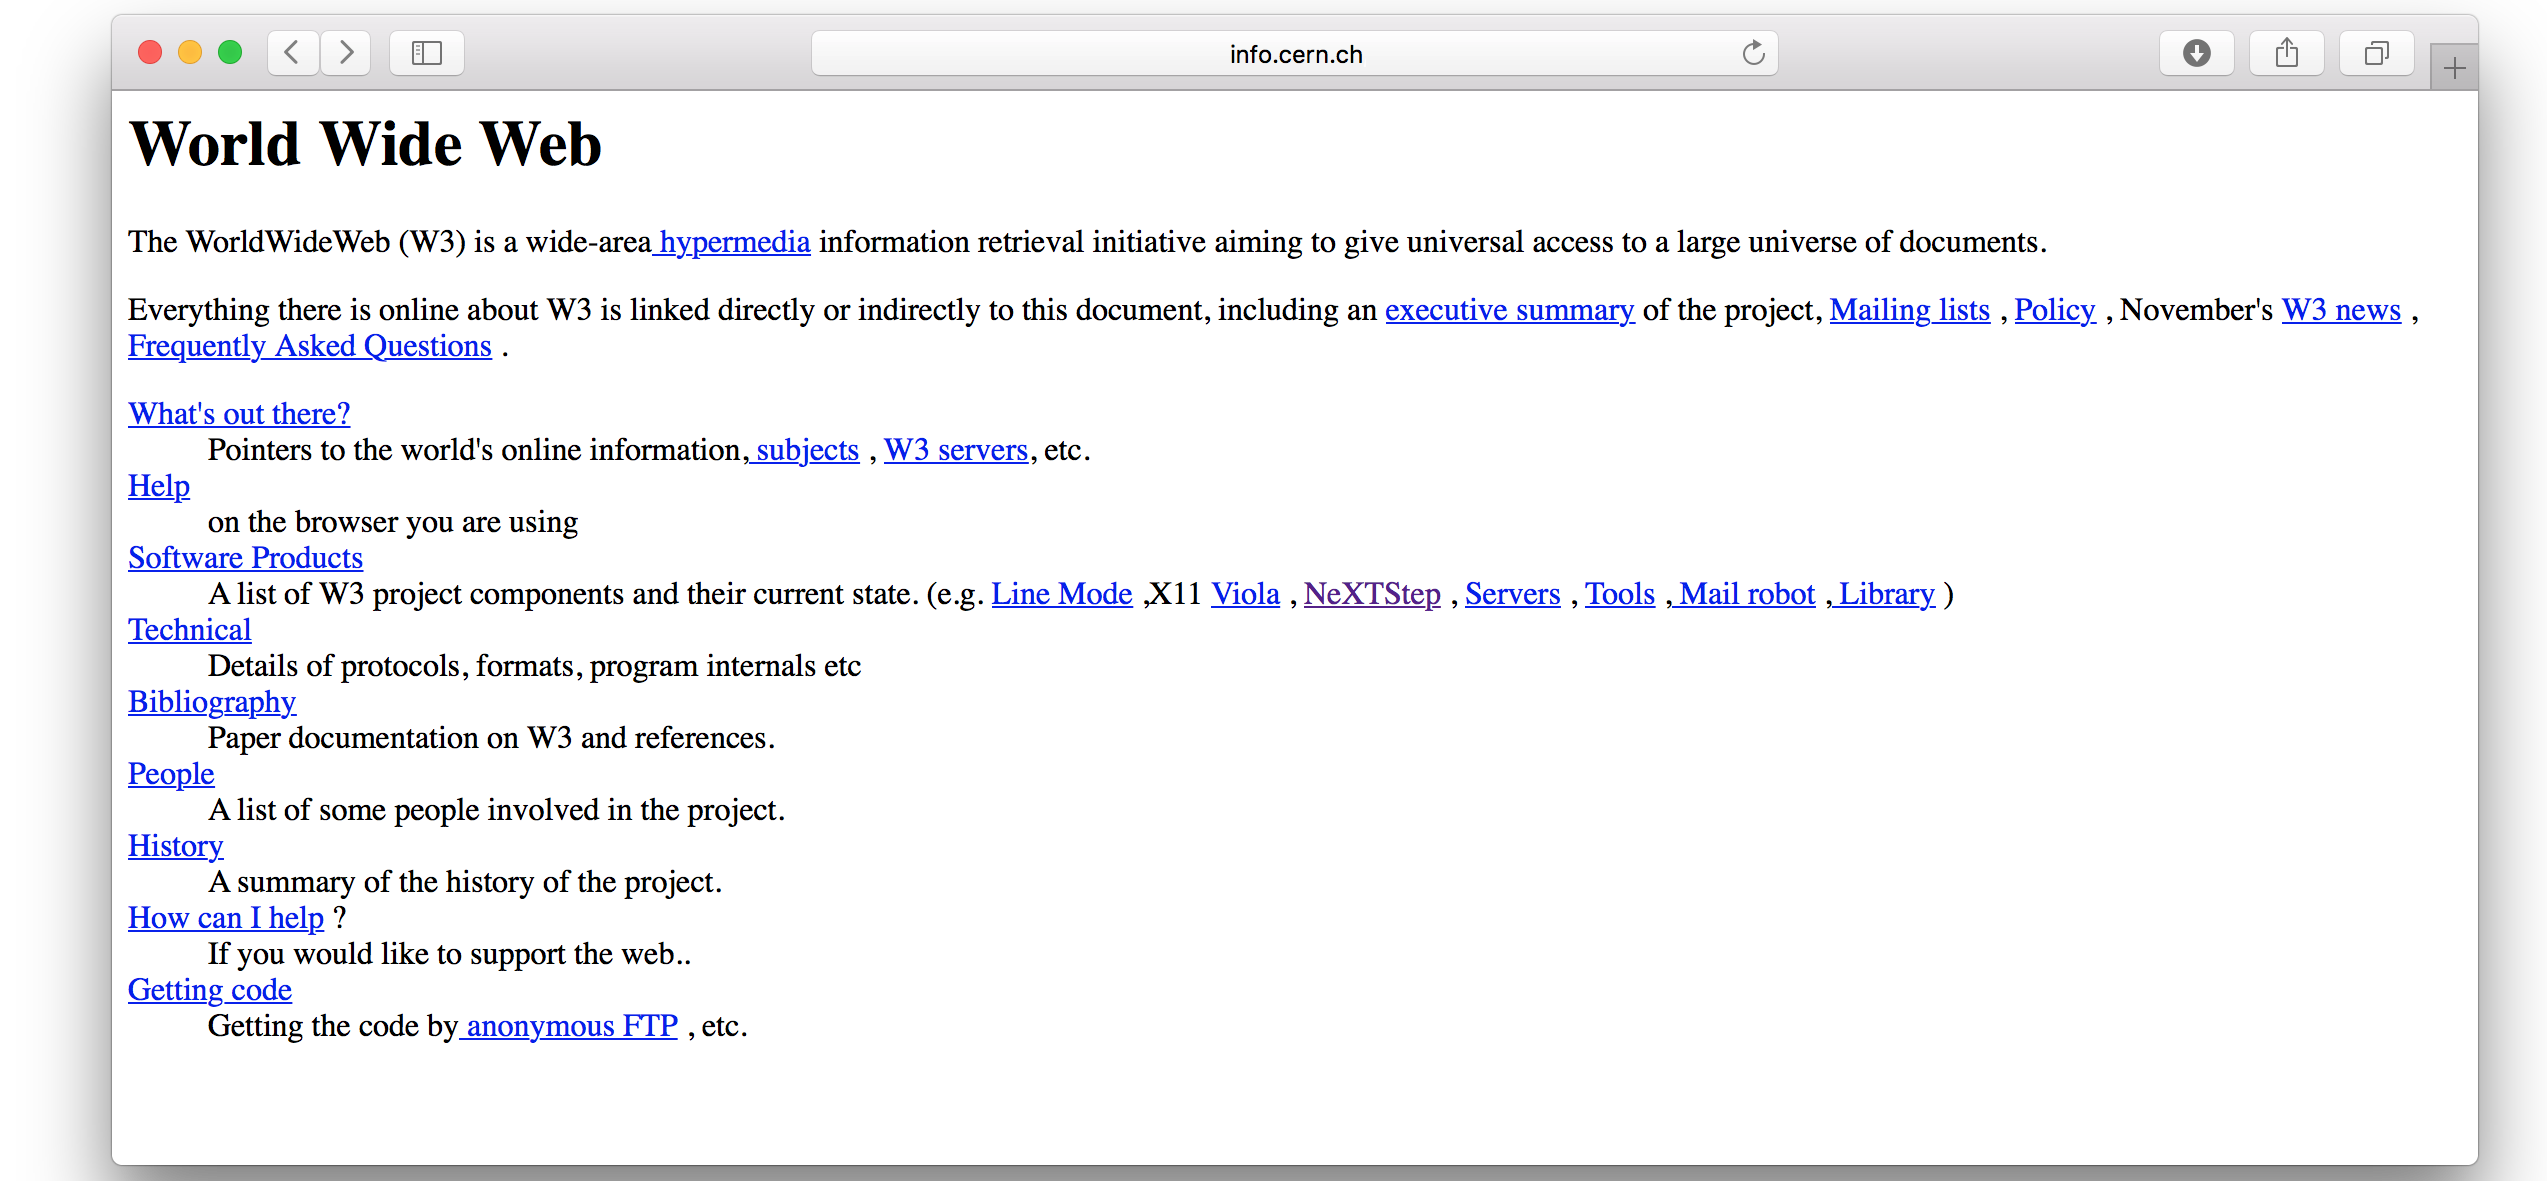 info.cern.ch
World Wide Web
The WorldWideWeb (W3) is a wide-area hypermedia information retrieval initiative aiming to give universal access to a large universe of documents.
Everything there is online about W3 is linked directly or indirectly to this document, including an executive summary of the project, Mailing lists , Policy , November's W3 news ,
Frequently Asked Questions .
What's out there?
Pointers to the world's online information, subjects , W3 servers, etc.
Help
on the browser you are using
Software Products
A list of W3 project components and their current state. (e.g. Line Mode ,X11 Viola , NeXTStep , Servers , Tools , Mail robot , Library )
Technical
Details of protocols, formats, program internals etc
Bibliography
Paper documentation on W3 and references.
People
A list of some people involved in the project.
History
A summary of the history of the project.
How can I help ?
If you would like to support the web..
Getting code
Getting the code by anonymous FTP , etc.